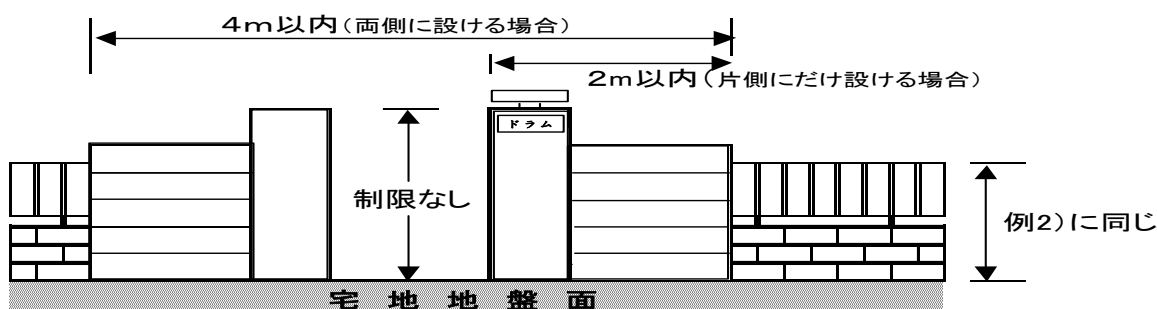 4m以内(両側に設ける場合)
2m以内(片側にだけ設ける場合)
ドラム
制限なし
例2)に同じ
宅地地盤面